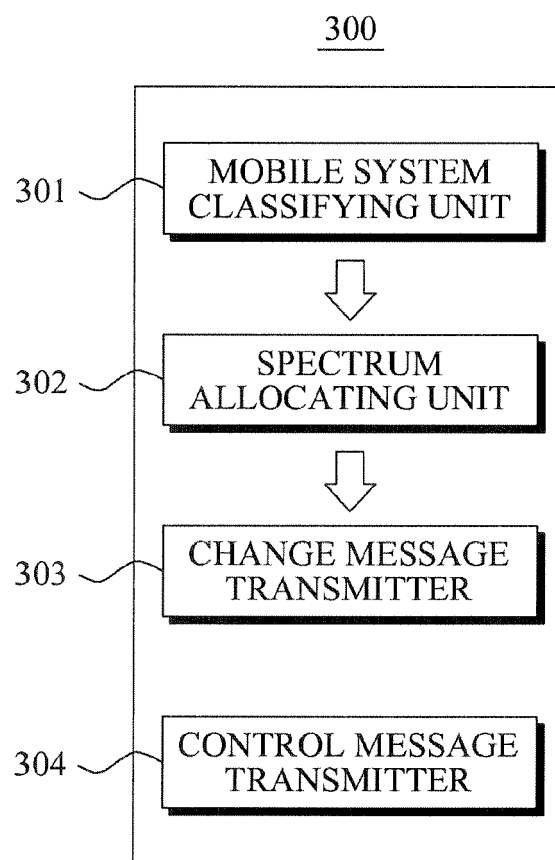 300
301
MOBILE SYSTEM
CLASSIFYING UNIT
302
SPECTRUM
ALLOCATING UNIT
303
CHANGE MESSAGE
TRANSMITTER
304
CONTROL MESSAGE
TRANSMITTER